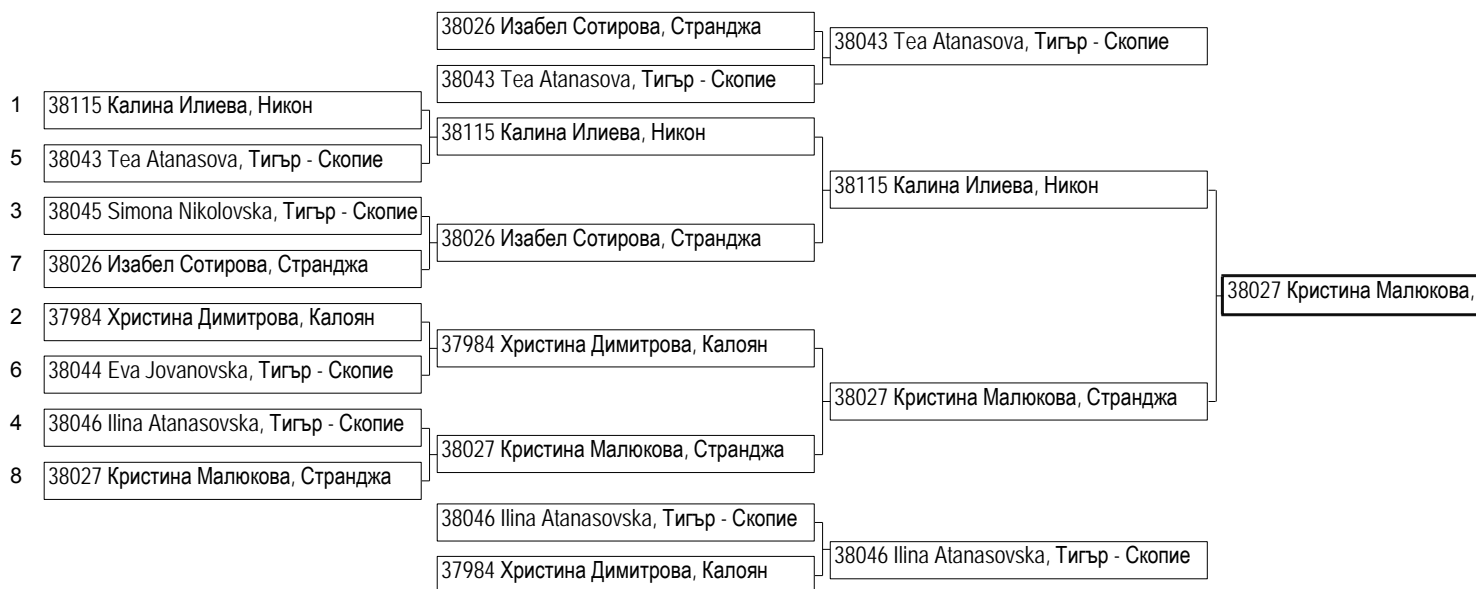 38026 Изабел Сотирова, Странджа
38043 Tea Atanasova, Тигър - Скопие
38043 Tea Atanasova, Тигър - Скопие
1 38115 Калина Илиева, Никон
38115 Калина Илиева, Никон
5 38043 Tea Atanasova, Тигър - Скопие
38115 Калина Илиева, Никон
3 38045 Simona Nikolovska, Тигър - Скопие
38026 Изабел Сотирова, Странджа
7 38026 Изабел Сотирова, Странджа
38027 Кристина Малюкова,
2 37984 Христина Димитрова, Калоян
37984 Христина Димитрова, Калоян
6 38044 Eva Jovanovska, Тигър - Скопие
38027 Кристина Малюкова, Странджа
4 38046 Ilina Atanasovska, Тигър - Скопие
38027 Кристина Малюкова, Странджа
8 38027 Кристина Малюкова, Странджа
38046 Ilina Atanasovska, Тигър - Скопие
38046 Ilina Atanasovska, Тигър - Скопие
37984 Христина Димитрова, Калоян